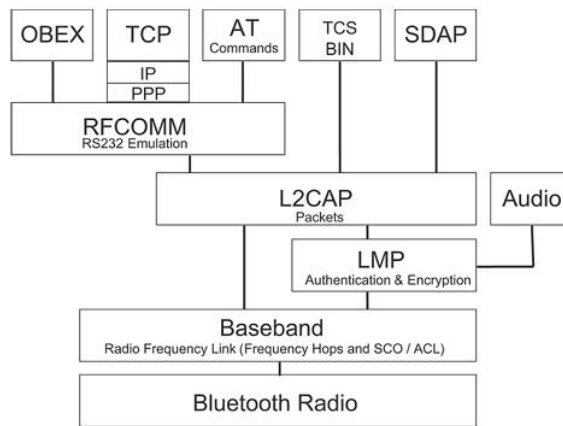 OBEX
TCP
AT
Commands
TCS
BIN
SDAP
IP
PPP
RFCOMM
RS232 Emulation
L2CAP
Packets
Audio
LMP
Authentication & Encryption
Baseband
Radio Frequency Link (Frequency Hops and SCO / ACL)
Bluetooth Radio